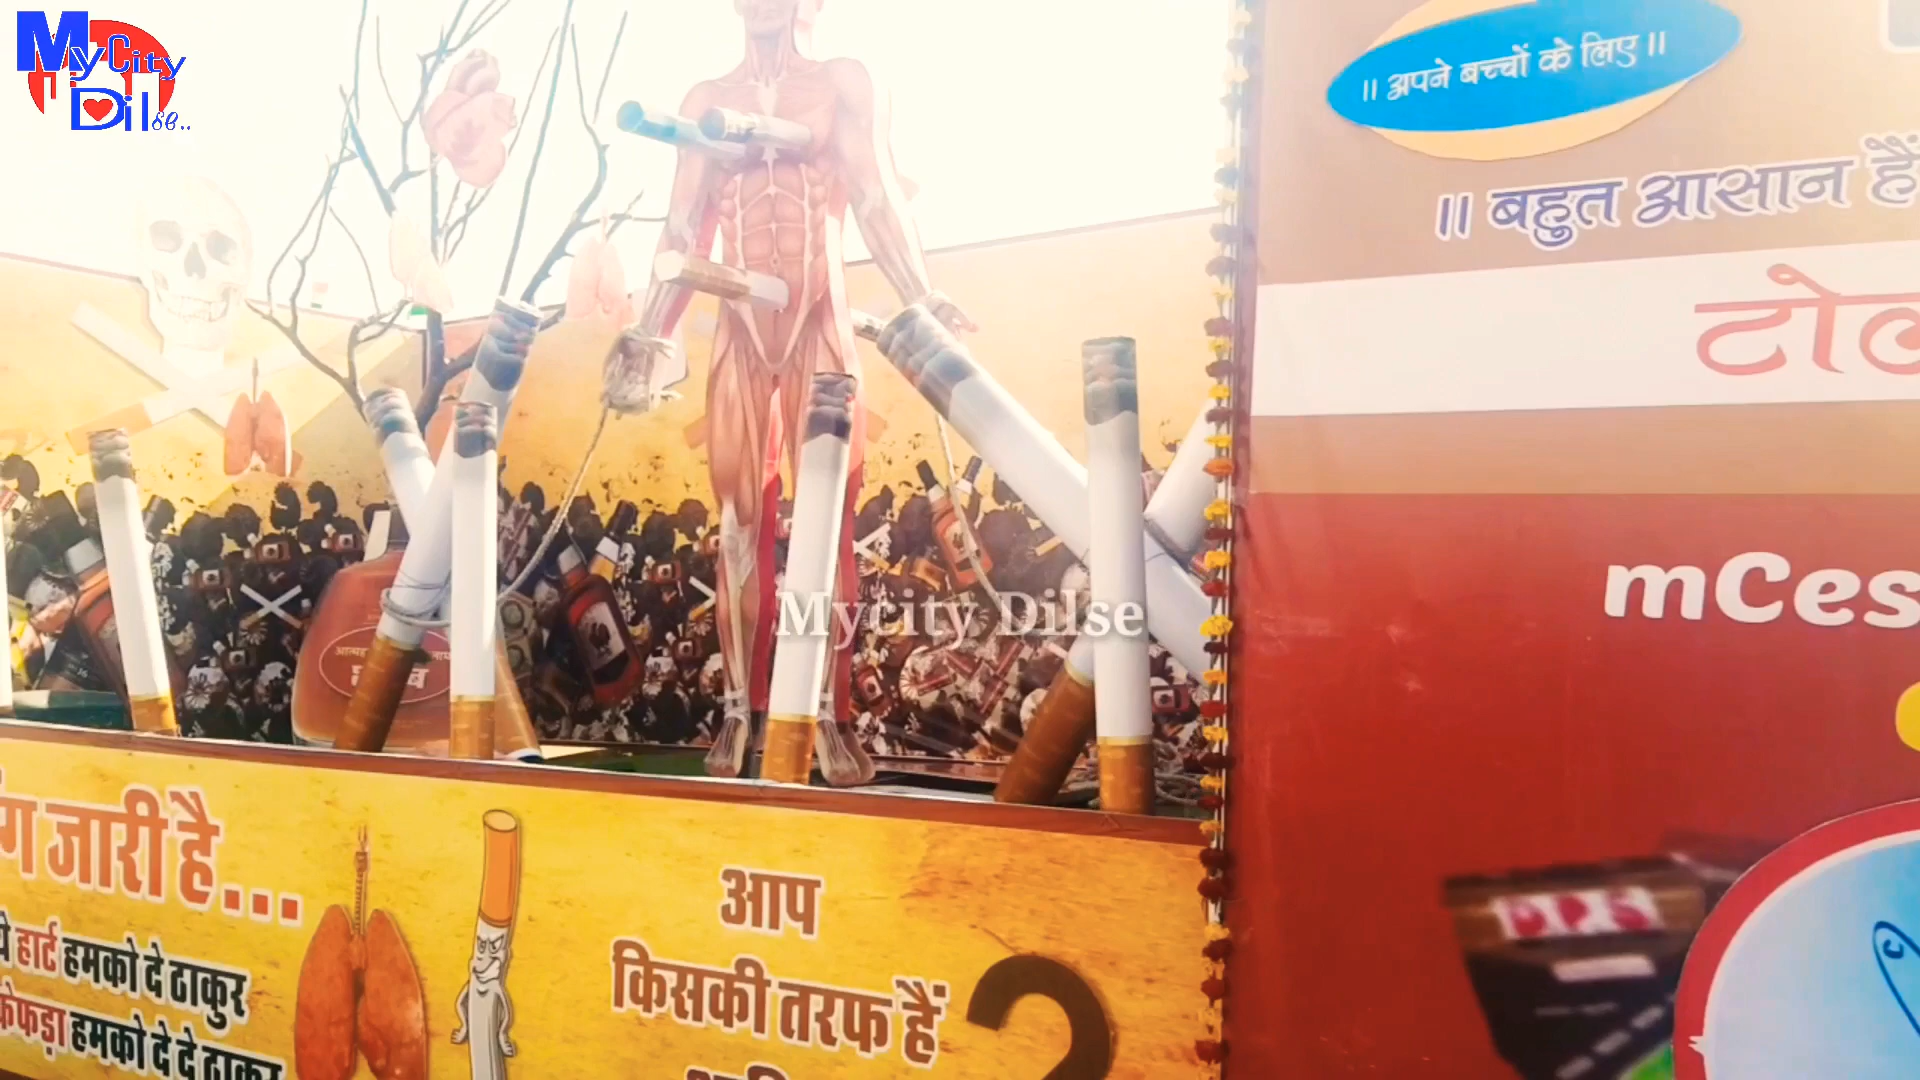 MyCity
Dilse..
॥ अपने बच्चों के लिए ॥
॥ बहुत आसान हैं
mCes
Mycity Dilse
जारी है...
हार्ट हमको दे ठाकुर
फेफड़ा हमको दे दे ठाकुर
आप
किसकी तरफ हैं ?